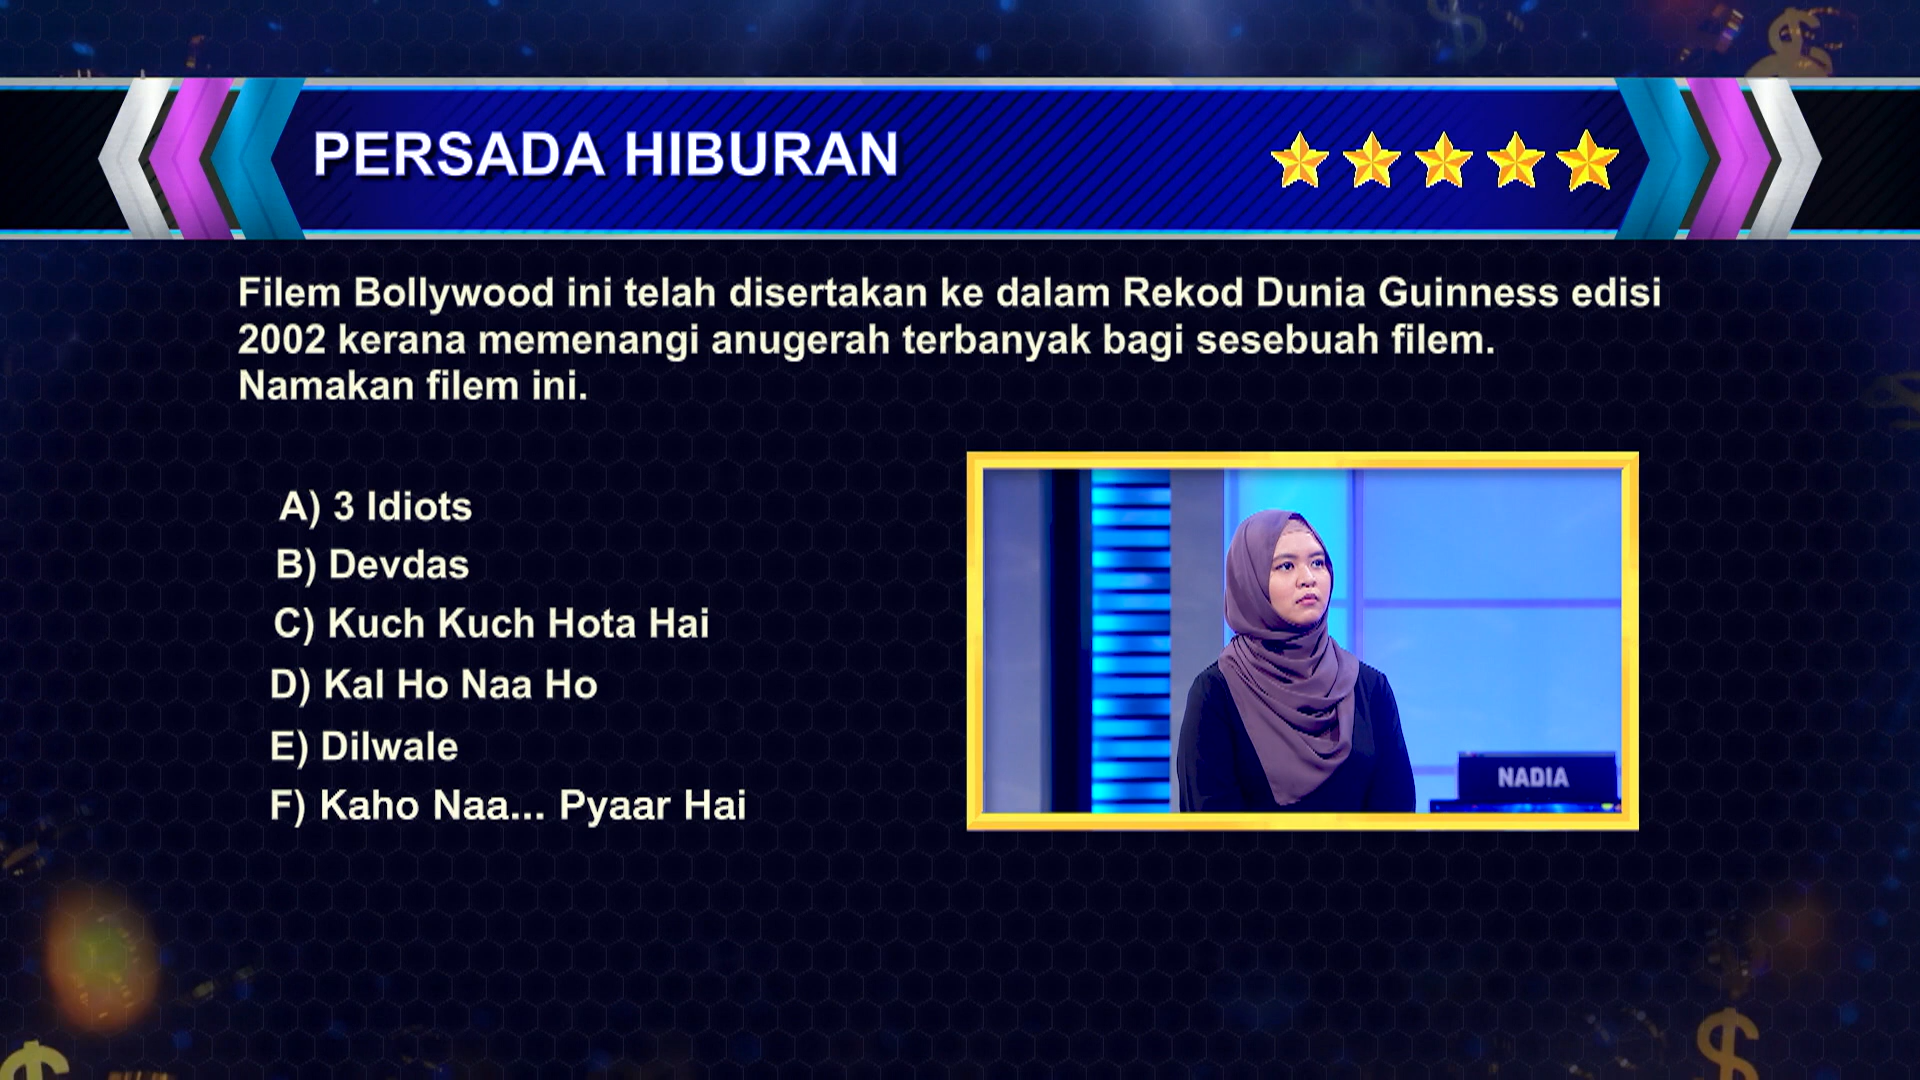 PERSADA HIBURAN
Filem Bollywood ini telah disertakan ke dalam Rekod Dunia Guinness edisi
2002 kerana memenangi anugerah terbanyak bagi sesebuah filem.
Namakan filem ini.
A) 3 Idiots
B) Devdas
C) Kuch Kuch Hota Hai
D) Kal Ho Naa Ho
E) Dilwale
F) Kaho Naa... Pyaar Hai
NADIA